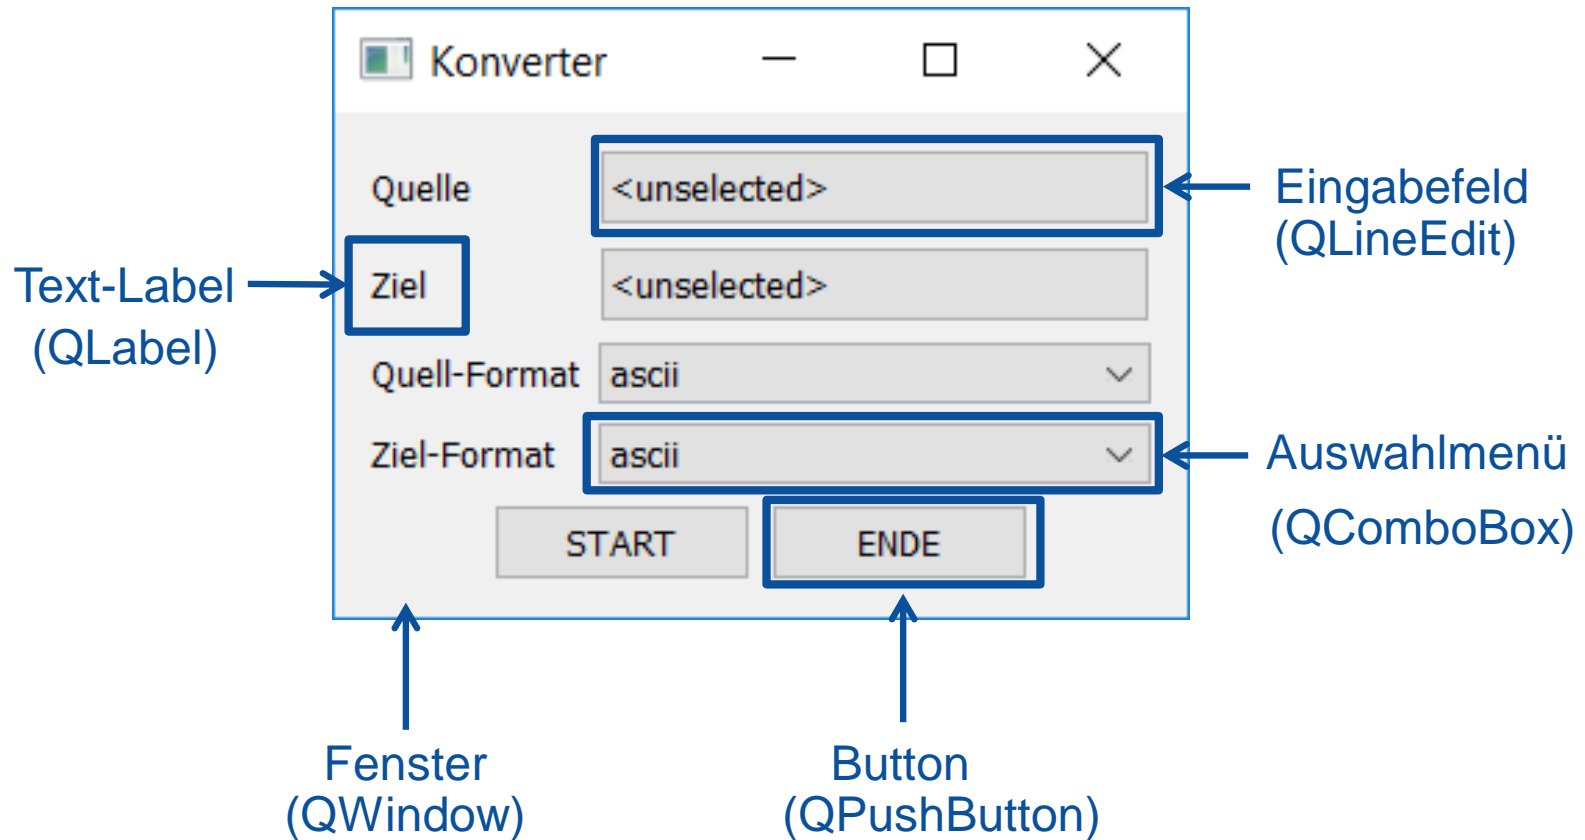 Konverter
Quelle
<unselected>
Eingabefeld
(QLineEdit)
Text-Label
(QLabel)
Ziel
<unselected>
Quell-Format
ascii
Ziel-Format
ascii
Auswahlmenü
(QComboBox)
START
ENDE
Fenster
(QWindow)
Button
(QPushButton)